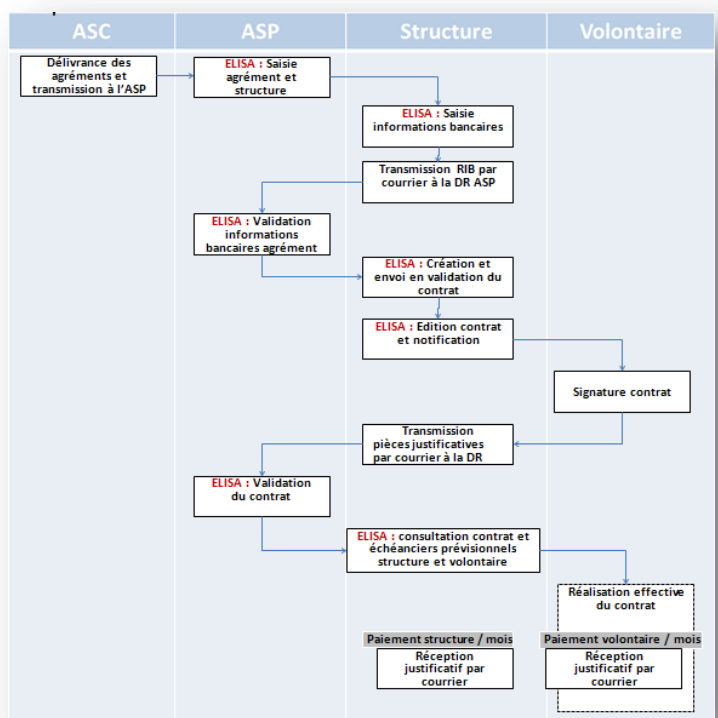 ASC
ASP
Structure
Volontaire
Délivrance des
agréments et
transmission à l'ASP
ELISA : Saisie
agrément et
structure
ELISA : Saisie
informations bancaires
Transmission RIB par
courrier à la DR ASP
ELISA : Validation
informations
bancaires agrément
ELISA : Création et
envoi en validation du
contrat
ELISA : Edition contrat
et notification
Signature contrat
Transmission
pièces justificatives
par courrier à la DR
ELISA : Validation
du contrat
ELISA : consultation contrat et
échéanciers prévisionnels
structure et volontaire
Réalisation effective
du contrat
Paiement structure / mois
Paiement volontaire / mois
Réception
justificatif par
courrier
Réception
justificatif par
courrier